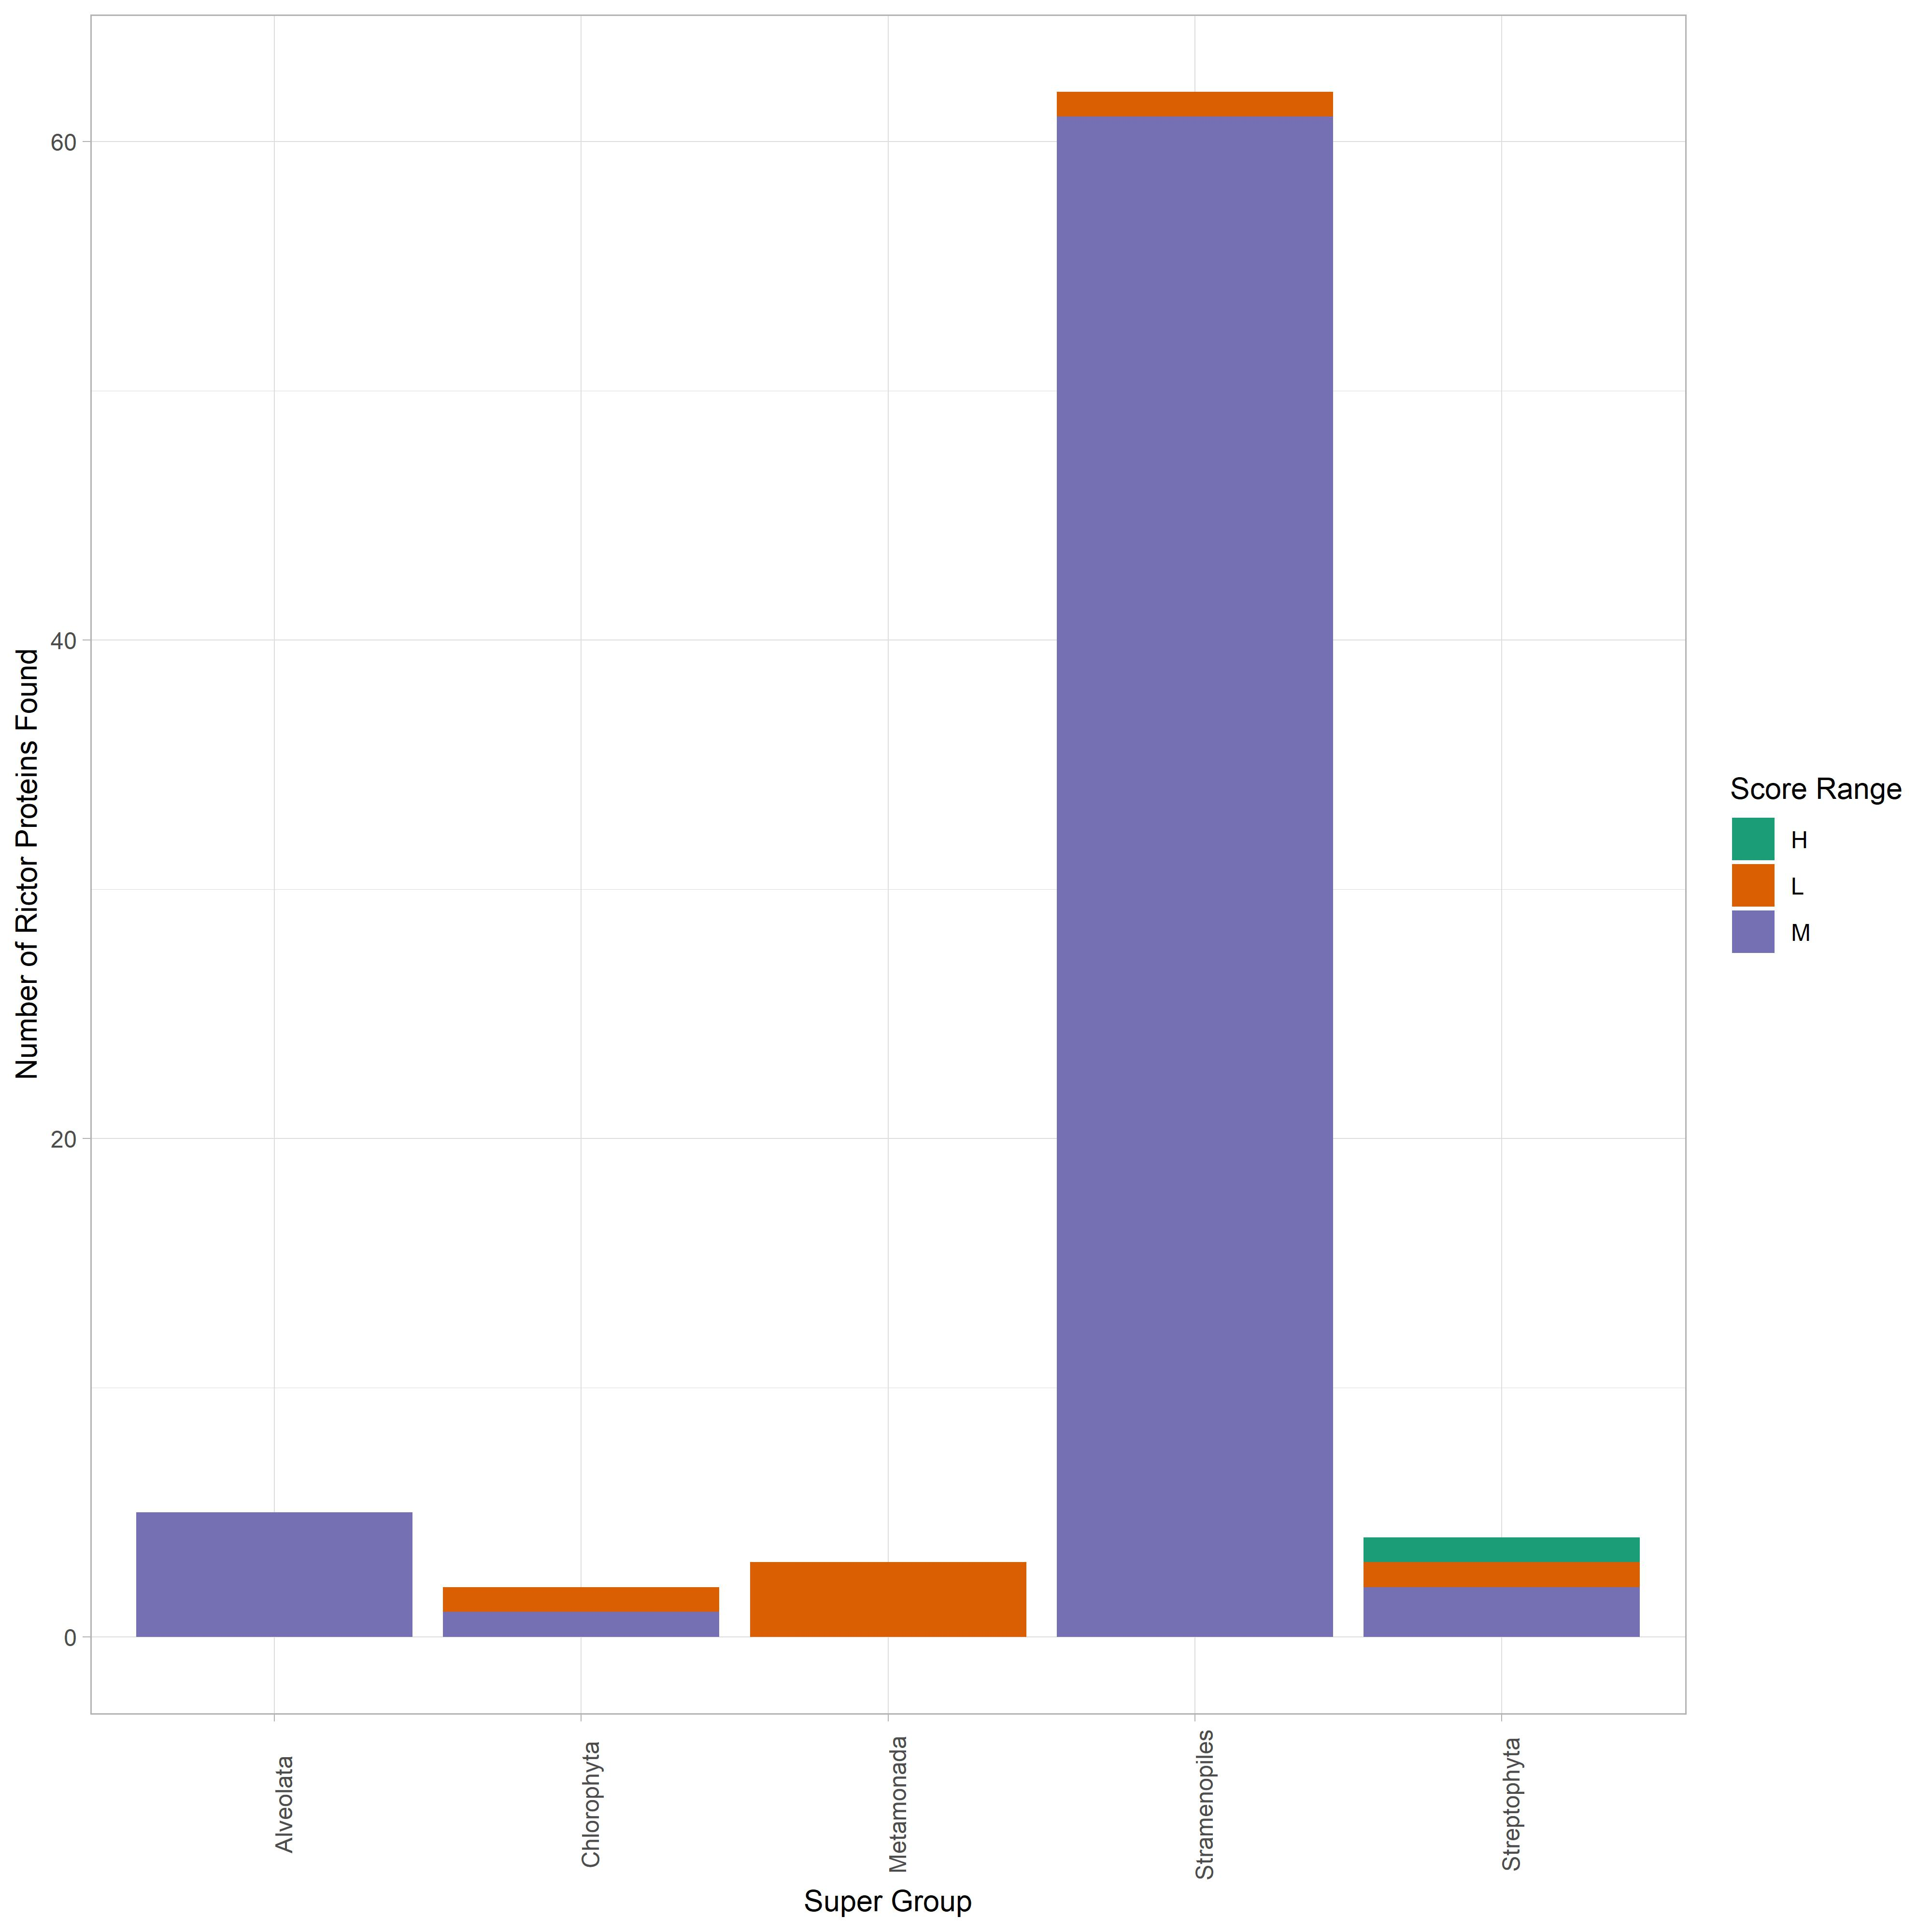 Number of Rictor Proteins Found
60
40
20
0
Alveolata
Chlorophyta
Metamonada
Stramenopiles
Streptophyta
Super Group
Score Range
H
L
M